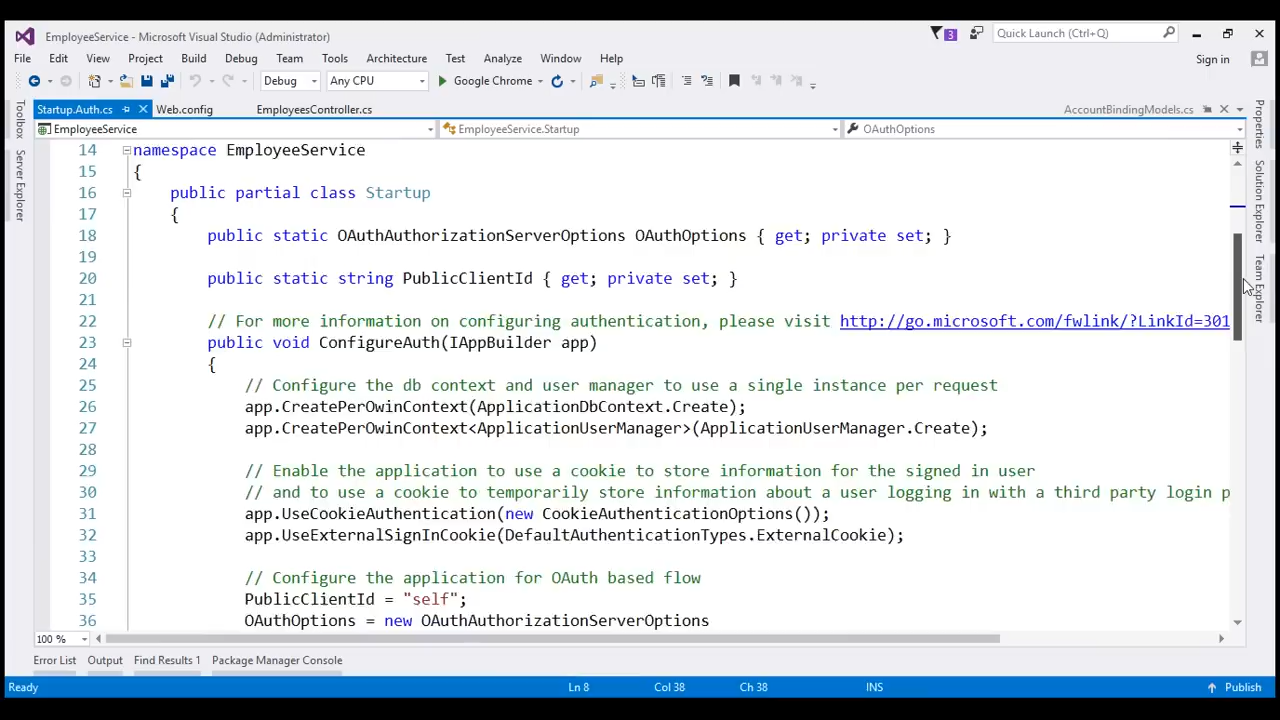 EmployeeService - Microsoft Visual Studio (Administrator)
3
Quick Launch (Ctrl+Q)
File Edit View Project Build Debug Team Tools Architecture Test Analyze Window Help
Sign in
Debug Any CPU Google Chrome
Startup.Auth.cs Web.config EmployeesController.cs AccountBindingModels.cs
EmployeeService EmployeeService.Startup OAuthOptions
Toolbox
Server Explorer
Properties
Solution Explorer
Team Explorer
14 namespace EmployeeService
15 {
16 public partial class Startup
17 {
18 public static OAuthAuthorizationServerOptions OAuthOptions { get; private set; }
19
20 public static string PublicClientId { get; private set; }
21
22 // For more information on configuring authentication, please visit http://go.microsoft.com/fwlink/?LinkId=301
23 public void ConfigureAuth(IAppBuilder app)
24 {
25 // Configure the db context and user manager to use a single instance per request
26 app.CreatePerOwinContext(ApplicationDbContext.Create);
27 app.CreatePerOwinContext<ApplicationUserManager>(ApplicationUserManager.Create);
28
29 // Enable the application to use a cookie to store information for the signed in user
30 // and to use a cookie to temporarily store information about a user logging in with a third party login p
31 app.UseCookieAuthentication(new CookieAuthenticationOptions());
32 app.UseExternalSignInCookie(DefaultAuthenticationTypes.ExternalCookie);
33
34 // Configure the application for OAuth based flow
35 PublicClientId = "self";
36 OAuthOptions = new OAuthAuthorizationServerOptions
100 %
Error List Output Find Results 1 Package Manager Console
Ready Ln 8 Col 38 Ch 38 INS Publish